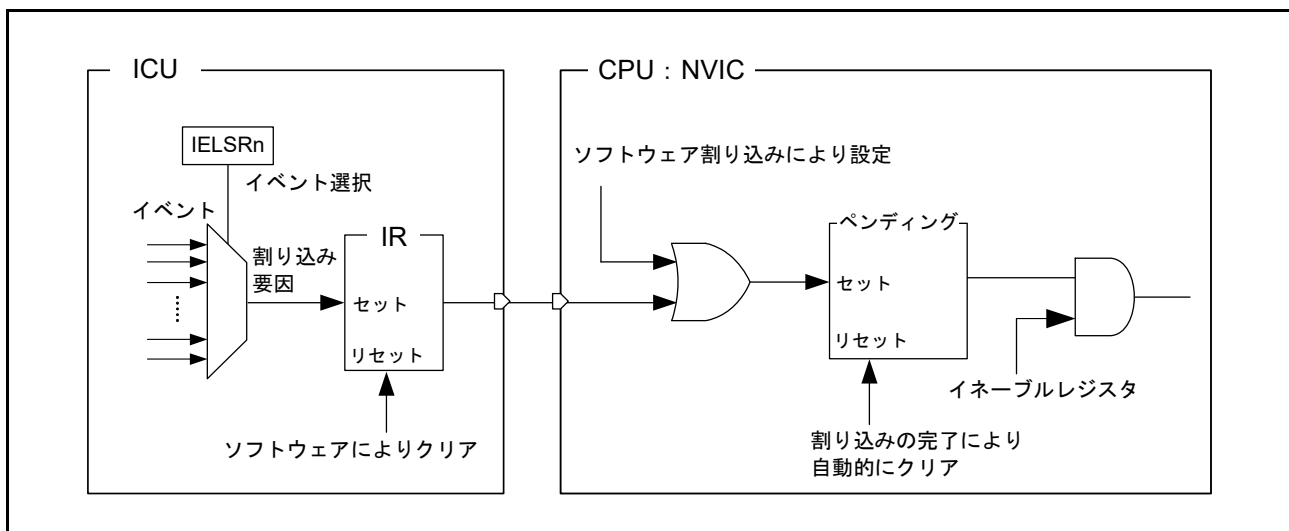 ICU
CPU：NVIC
IELSRn
イベント選択
イベント
割り込み
要因
IR
セット
リセット
ソフトウェアによりクリア
ソフトウェア割り込みにより設定
ペンディング
セット
リセット
イネーブルレジスタ
割り込みの完了により
自動的にクリア